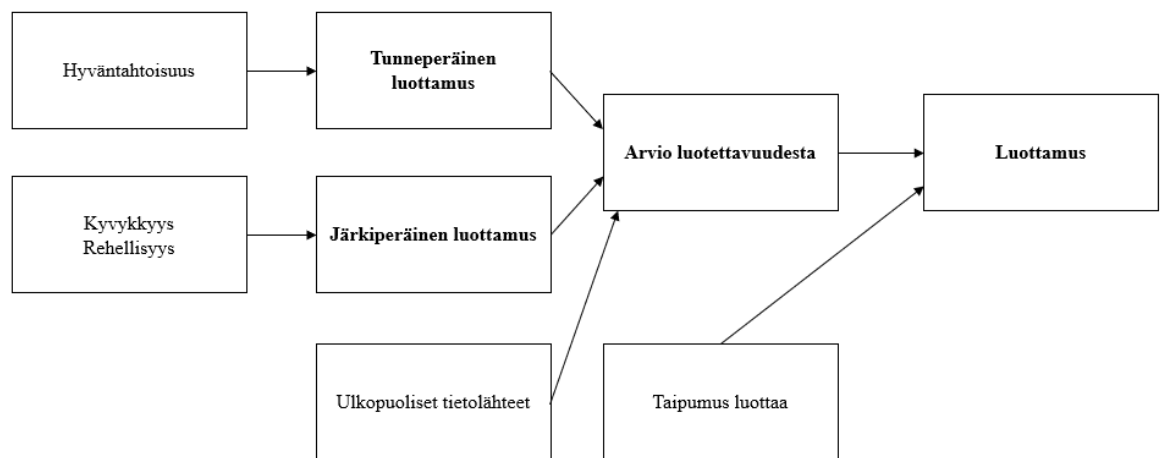 Hyväntahtoisuus
Tunneperäinen
luottamus
Arvio luotettavuudesta
Luottamus
Kyvykkyys
Rehellisyys
Järkiperäinen luottamus
Ulkopuoliset tietolähteet
Taipumus luottaa